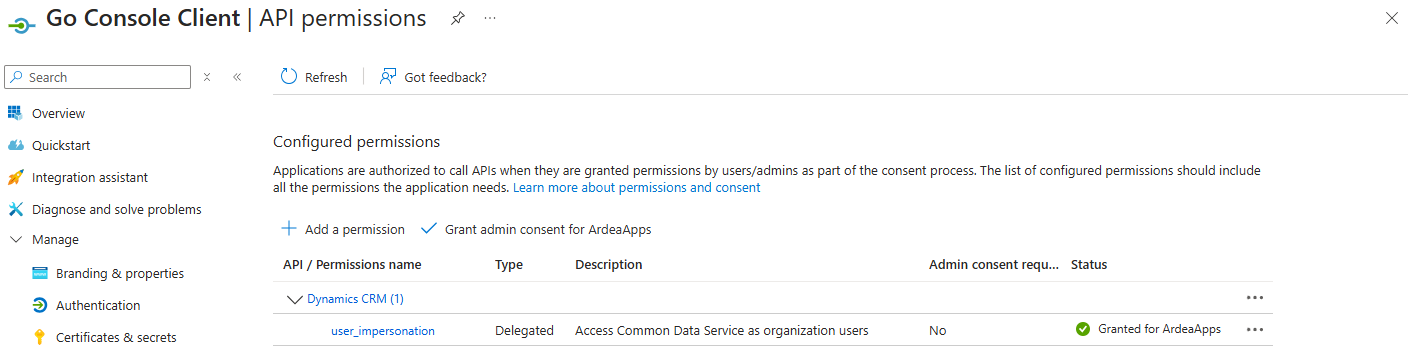 Go Console Client | API permissions
Search
Refresh
Got feedback?
Overview
Quickstart
Integration assistant
Diagnose and solve problems
Manage
Branding & properties
Authentication
Certificates & secrets
Configured permissions
Applications are authorized to call APIs when they are granted permissions by users/admins as part of the consent process. The list of configured permissions should include
all the permissions the application needs. Learn more about permissions and consent
Add a permission
Grant admin consent for ArdeaApps
API / Permissions name Type Description Admin consent requ... Status
Dynamics CRM (1)
user_impersonation Delegated Access Common Data Service as organization users No Granted for ArdeaApps